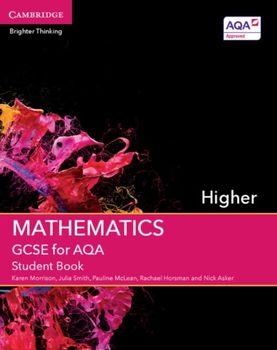 CAMBRIDGE
Brighter Thinking
AQA
Approved
Higher
MATHEMATICS
GCSE for AQA
Student Book
Karen Morrison, Julia Smith, Pauline McLean, Rachael Horsman and Nick Asker